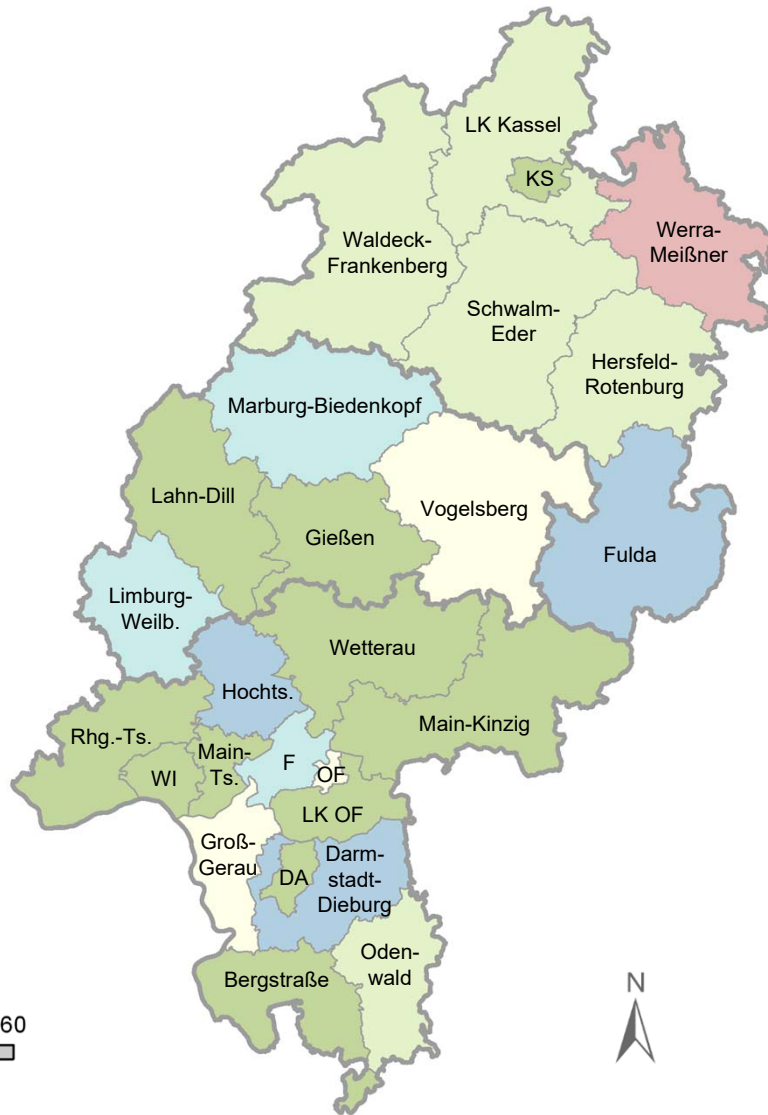 LK Kassel
KS
Werra-
Meißner
Waldeck-
Frankenberg
Schwalm-
Eder
Hersfeld-
Rotenburg
Marburg-Biedenkopf
Lahn-Dill
Vogelsberg
Gießen
Fulda
Limburg-
Weilb.
Wetterau
Hochts.
Main-Kinzig
Rhg.-Ts.
Main-
Ts.
F
OF
WI
LK OF
Groß-
Gerau
Darm-
stadt-
Dieburg
DA
Oden-
wald
Bergstraße
N
60